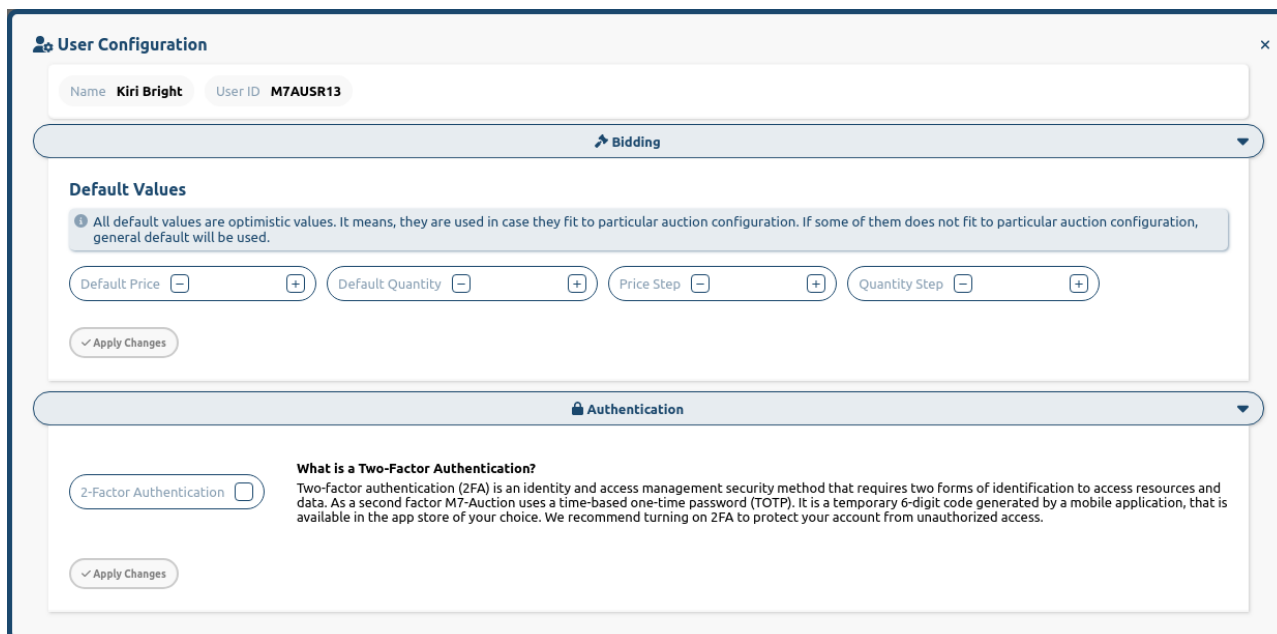 User Configuration
×
Name Kiri Bright User ID M7AUSR13
Bidding
Default Values
All default values are optimistic values. It means, they are used in case they fit to particular auction configuration. If some of them does not fit to particular auction configuration,
general default will be used.
Default Price − + Default Quantity − + Price Step − + Quantity Step − +
✓ Apply Changes
Authentication
What is a Two-Factor Authentication?
2-Factor Authentication
Two-factor authentication (2FA) is an identity and access management security method that requires two forms of identification to access resources and
data. As a second factor M7-Auction uses a time-based one-time password (TOTP). It is a temporary 6-digit code generated by a mobile application, that is
available in the app store of your choice. We recommend turning on 2FA to protect your account from unauthorized access.
✓ Apply Changes